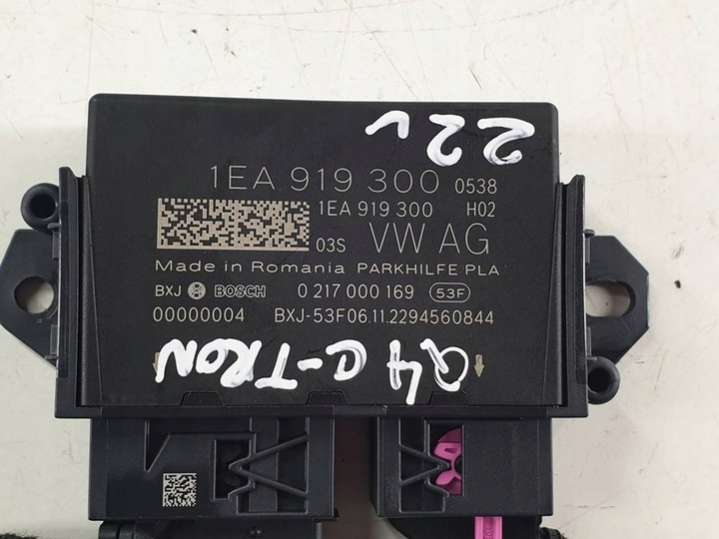 22r
1EA 919 300 0538
1EA 919 300 H02
03S VW AG
Made in Romania PARKHILFE PLA
BXJ BOSCH 0 217 000 169 53F
00000004 BXJ-53F06.11.2294560844
Q4 e-TRON